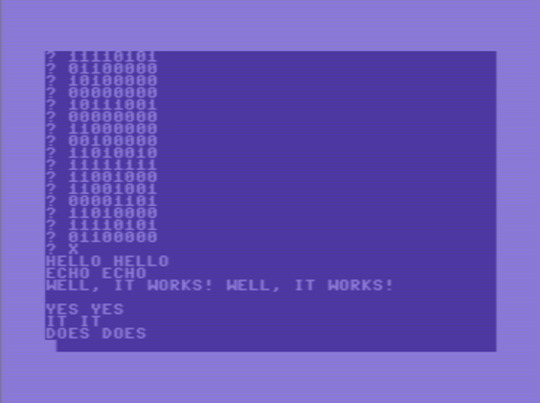 ? 11110101
? 01100000
? 10100000
? 00000000
? 10111001
? 00000000
? 11000000
? 00100000
? 11010010
? 11111111
? 11001000
? 11001001
? 00001101
? 11010000
? 11110101
? 01100000
? X
HELLO HELLO
ECHO ECHO
WELL, IT WORKS! WELL, IT WORKS!
YES YES
IT IT
DOES DOES